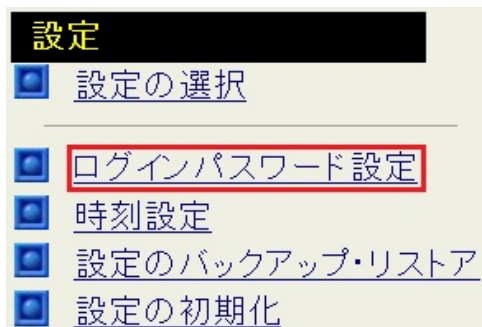 設定
設定の選択
ログインパスワード設定
時刻設定
設定のバックアップ・リストア
設定の初期化